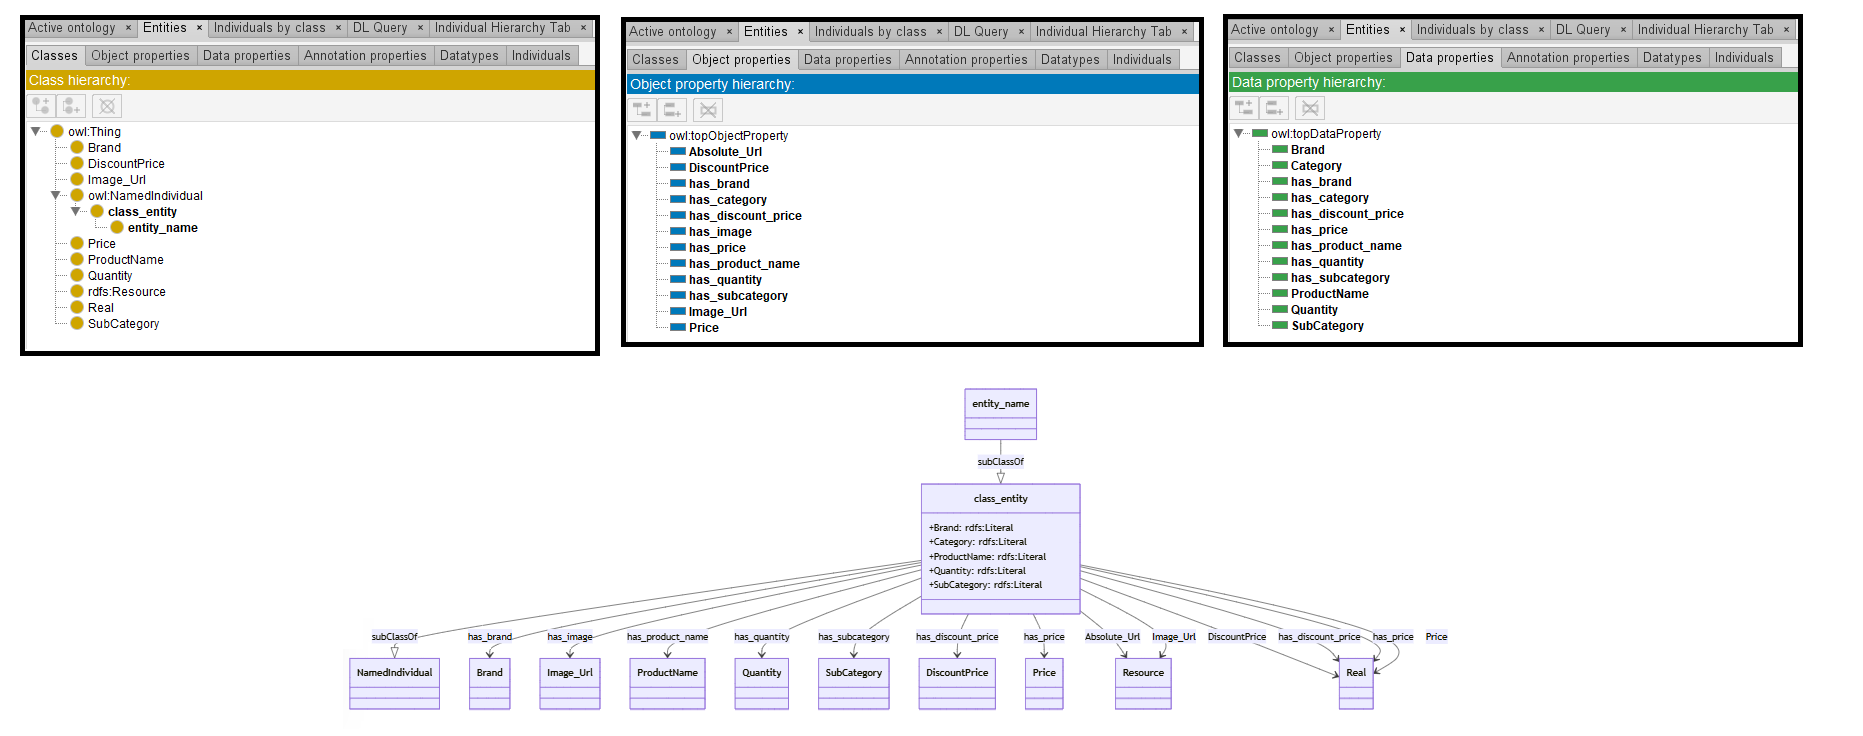 Active ontology × Entities × Individuals by class × DL Query × Individual Hierarchy Tab ×
Classes Object properties Data properties Annotation properties Datatypes Individuals
Class hierarchy:
owl:Thing
Brand
DiscountPrice
Image_Url
owl:NamedIndividual
class_entity
entity_name
Price
ProductName
Quantity
rdfs:Resource
Real
SubCategory
Active ontology × Entities × Individuals by class × DL Query × Individual Hierarchy Tab ×
Classes Object properties Data properties Annotation properties Datatypes Individuals
Object property hierarchy:
owl:topObjectProperty
Absolute_Url
DiscountPrice
has_brand
has_category
has_discount_price
has_image
has_price
has_product_name
has_quantity
has_subcategory
Image_Url
Price
Active ontology × Entities × Individuals by class × DL Query × Individual Hierarchy Tab ×
Classes Object properties Data properties Annotation properties Datatypes Individuals
Data property hierarchy:
owl:topDataProperty
Brand
Category
has_brand
has_category
has_discount_price
has_price
has_product_name
has_quantity
has_subcategory
ProductName
Quantity
SubCategory
entity_name
subClassOf
class_entity
+Brand: rdfs:Literal
+Category: rdfs:Literal
+ProductName: rdfs:Literal
+Quantity: rdfs:Literal
+SubCategory: rdfs:Literal
subClassOf has_brand has_image has_product_name has_quantity has_subcategory has_discount_price has_price Absolute_Url Image_Url DiscountPrice has_discount_price has_price Price
NamedIndividual Brand Image_Url ProductName Quantity SubCategory DiscountPrice Price Resource Real